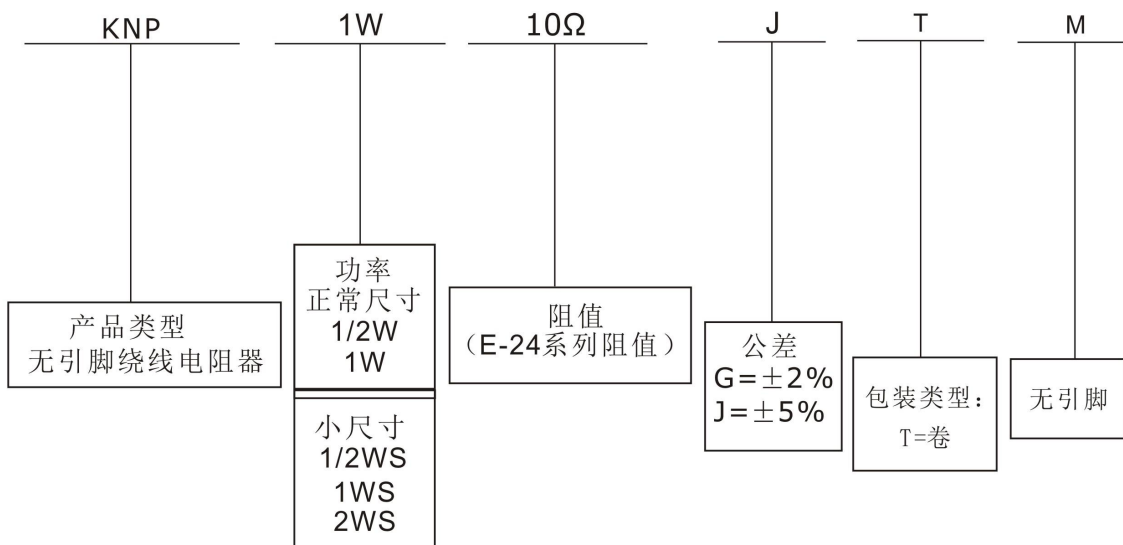 KNP
1W
10Ω
J
T
M
产品类型
无引脚绕线电阻器
功率
正常尺寸
1/2W
1W
小尺寸
1/2WS
1WS
2WS
阻值
（E-24系列阻值）
公差
G=±2%
J=±5%
包装类型：
T=卷
无引脚